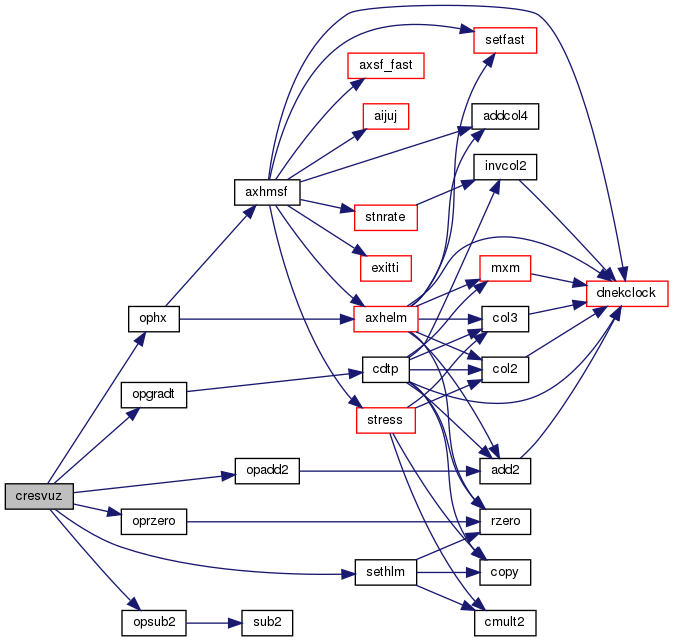 setfast
axsf_fast
aijuj
addcol4
invcol2
axhmsf
stnrate
exitti
mxm
dnekclock
ophx
axhelm
col3
cdtp
col2
opgradt
stress
opadd2
add2
cresvuz
oprzero
rzero
sethlm
copy
opsub2
sub2
cmult2